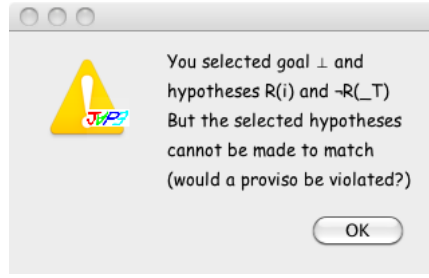 You selected goal ⊥ and
hypotheses R(i) and ¬R(_T)
But the selected hypotheses
cannot be made to match
(would a proviso be violated?)
JAPE
OK